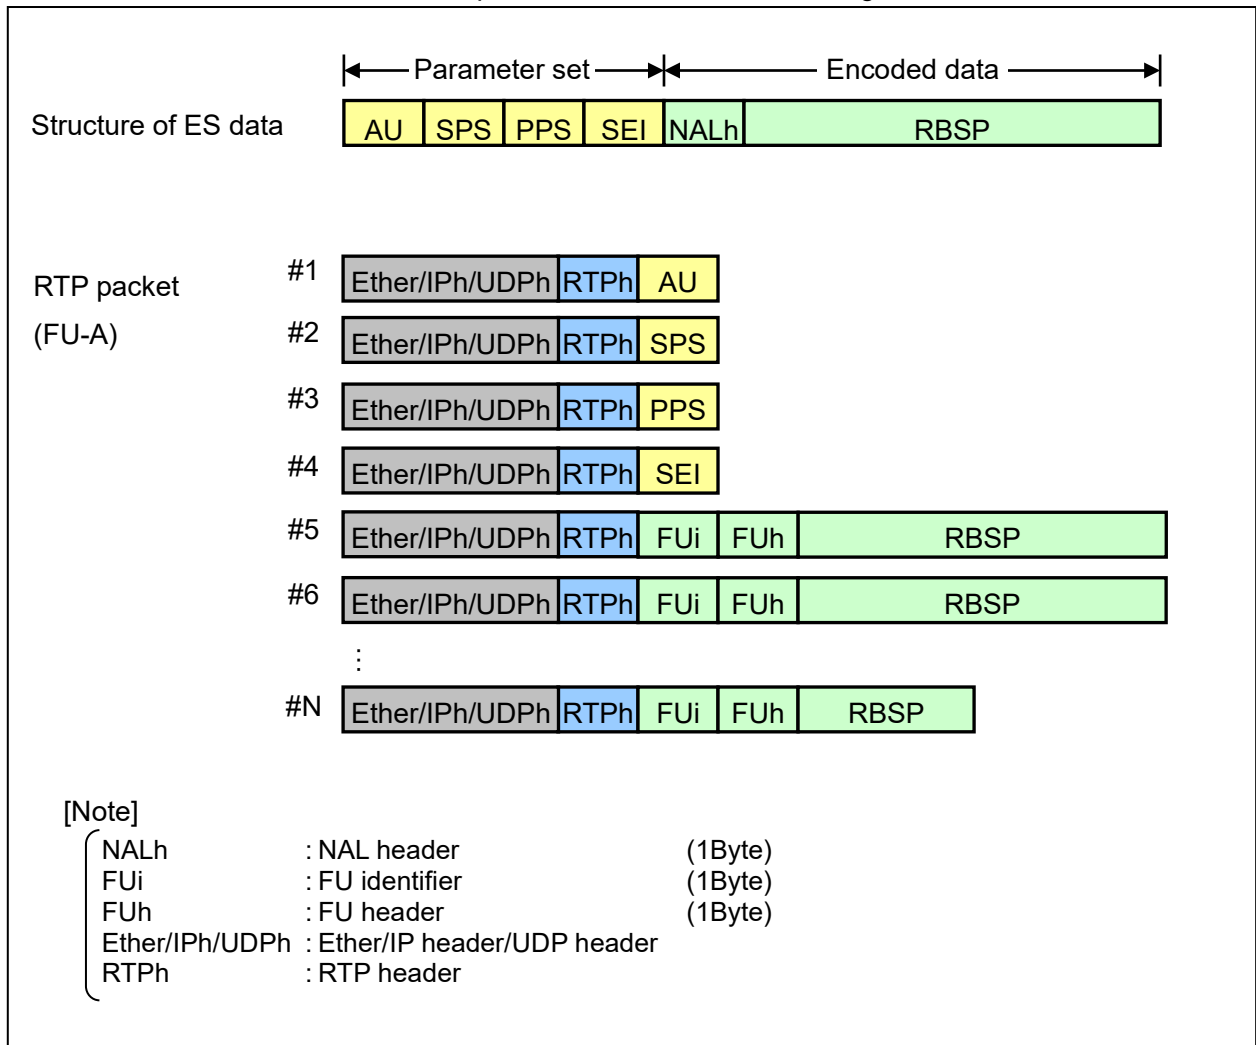 Parameter set Encoded data
Structure of ES data AU SPS PPS SEI NALh RBSP
RTP packet
(FU-A)
#1 Ether/IPh/UDPh RTPh AU
#2 Ether/IPh/UDPh RTPh SPS
#3 Ether/IPh/UDPh RTPh PPS
#4 Ether/IPh/UDPh RTPh SEI
#5 Ether/IPh/UDPh RTPh FUi FUh RBSP
#6 Ether/IPh/UDPh RTPh FUi FUh RBSP
⋮
#N Ether/IPh/UDPh RTPh FUi FUh RBSP
[Note]
NALh : NAL header (1Byte)
FUi : FU identifier (1Byte)
FUh : FU header (1Byte)
Ether/IPh/UDPh : Ether/IP header/UDP header
RTPh : RTP header